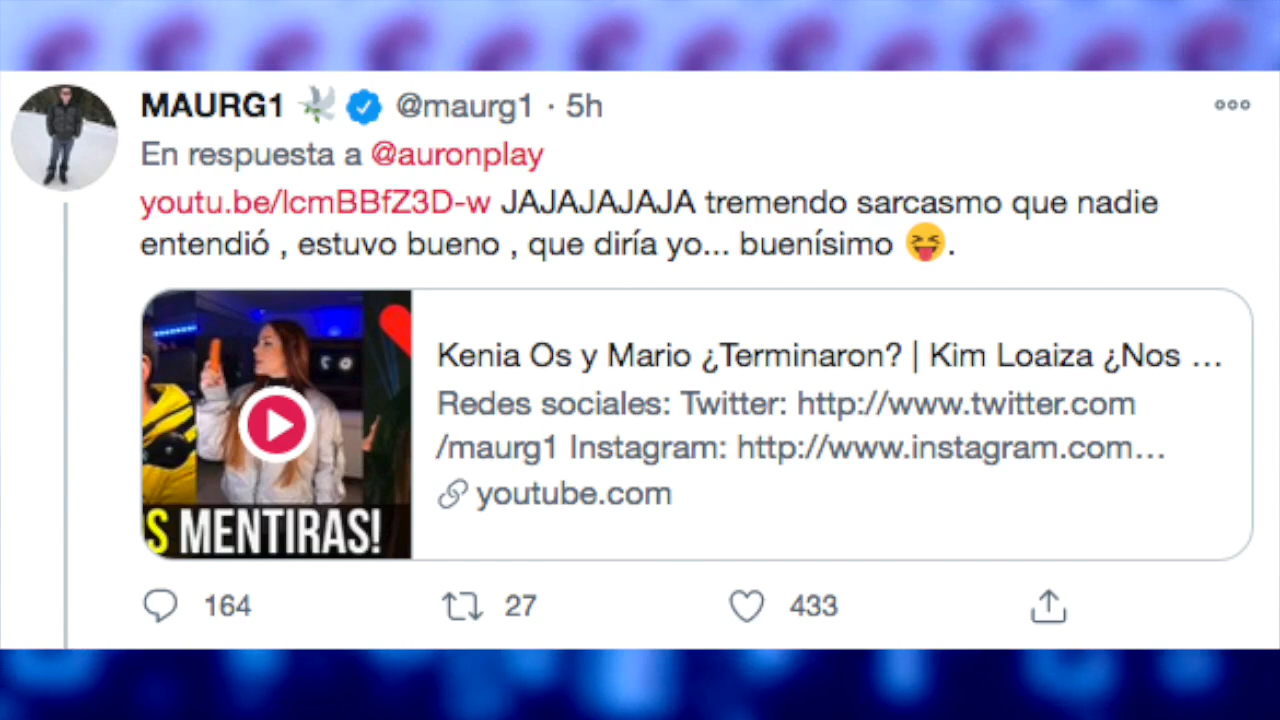 MAURG1 🕊 @maurg1 · 5h
En respuesta a @auronplay
youtu.be/lcmBBfZ3D-w JAJAJAJAJA tremendo sarcasmo que nadie
entendió , estuvo bueno , que diría yo... buenísimo 😝.
Kenia Os y Mario ¿Terminaron? | Kim Loaiza ¿Nos ...
Redes sociales: Twitter: http://www.twitter.com
/maurg1 Instagram: http://www.instagram.com...
youtube.com
S MENTIRAS!
164 27 433